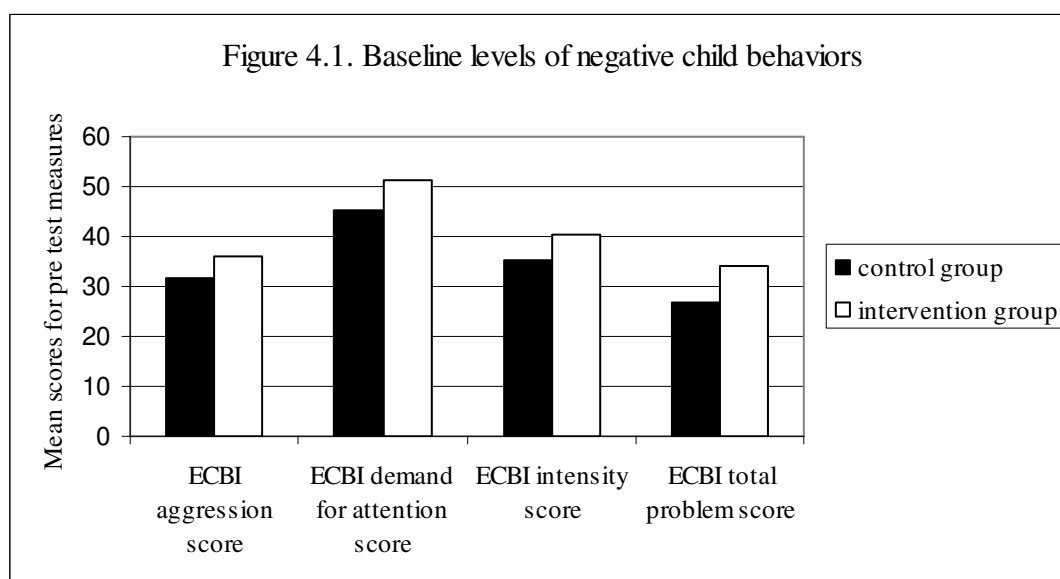 Figure 4.1. Baseline levels of negative child behaviors
Mean scores for pre test measures
60
50
40
30
20
10
0
ECBI
aggression
score
ECBI demand
for attention
score
ECBI intensity
score
ECBI total
problem score
control group
intervention group